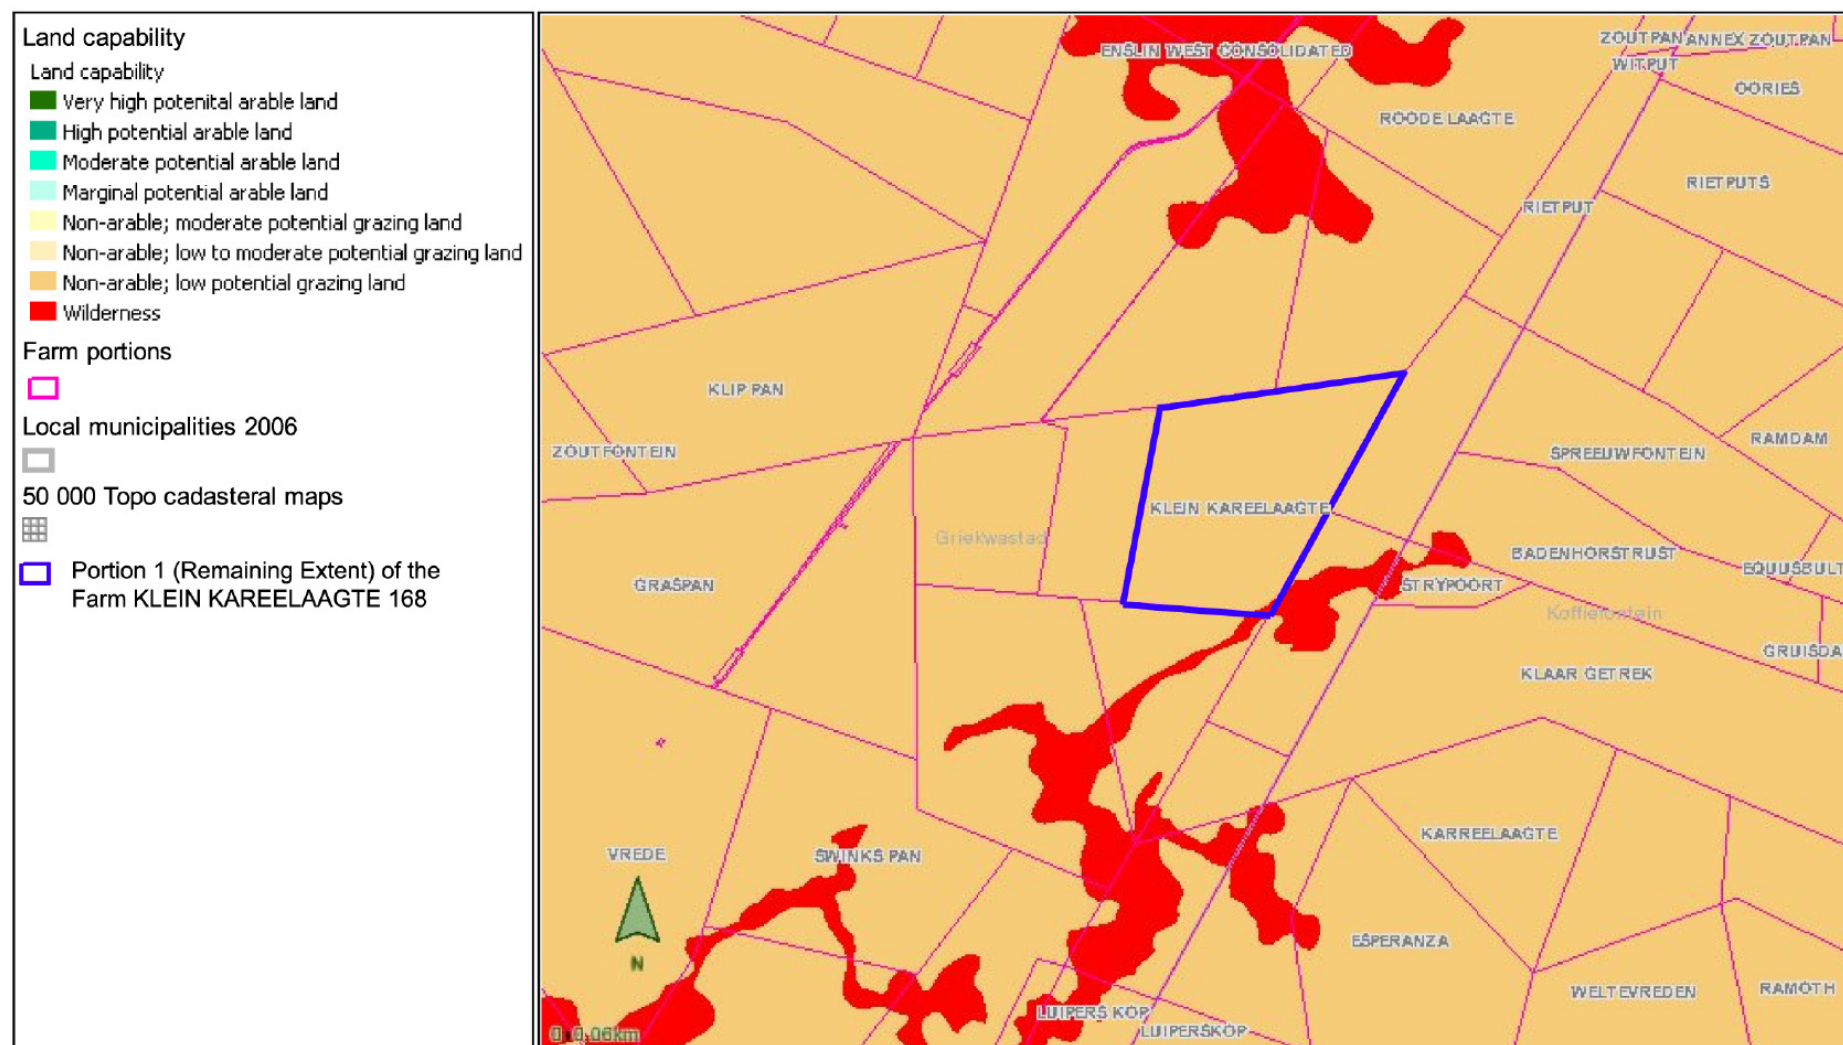 Land capability
Land capability
Very high potenital arable land
High potential arable land
Moderate potential arable land
Marginal potential arable land
Non-arable; moderate potential grazing land
Non-arable; low to moderate potential grazing land
Non-arable; low potential grazing land
Wilderness
Farm portions
Local municipalities 2006
50 000 Topo cadasteral maps
Portion 1 (Remaining Extent) of the
Farm KLEIN KAREELAAGTE 168
ENSLIN WEST CONSOLIDATED
ZOUTPAN ANNEX ZOUTPAN
WITPUT
OORIES
ROODE LAAGTE
RIETPUTS
RIETPUT
KLIP PAN
ZOUTFONTEIN
SPREEUWFONTEIN
RAMDAM
KLEIN KAREELAAGTE
Griekwastad
BADENHORSTRUST
EQUUSBULT
GRASPAN
STRYPOORT
Koffiefontein
GRUISDA
KLAAR GETREK
KARREELAAGTE
VREDE
SWINKS PAN
ESPERANZA
N
WELTEVREDEN
RAMOTH
LUIPERS KOP
LUIPERSKOP
0 0.06km